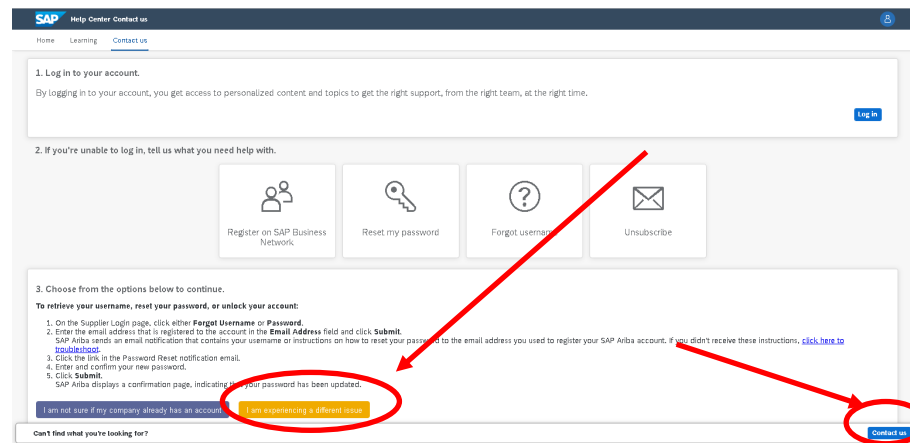 SAP Help Center Contact us
Home Learning Contact us
1. Log in to your account.
By logging in to your account, you get access to personalized content and topics to get the right support, from the right team, at the right time.
Log in
2. If you're unable to log in, tell us what you need help with.
Register on SAP Business
Network
Reset my password
Forgot username
Unsubscribe
3. Choose from the options below to continue.
To retrieve your username, reset your password, or unlock your account:
1. On the Supplier Login page, click either Forgot Username or Password.
2. Enter the email address that is registered to the account in the Email Address field and click Submit.
SAP Ariba sends an email notification that contains your username or instructions on how to reset your password to the email address you used to register your SAP Ariba account. If you didn't receive these instructions, click here to
troubleshoot.
3. Click the link in the Password Reset notification email.
4. Enter and confirm your new password.
5. Click Submit.
SAP Ariba displays a confirmation page, indicating that your password has been updated.
I am not sure if my company already has an account
I am experiencing a different issue
Can't find what you're looking for?
Contact us